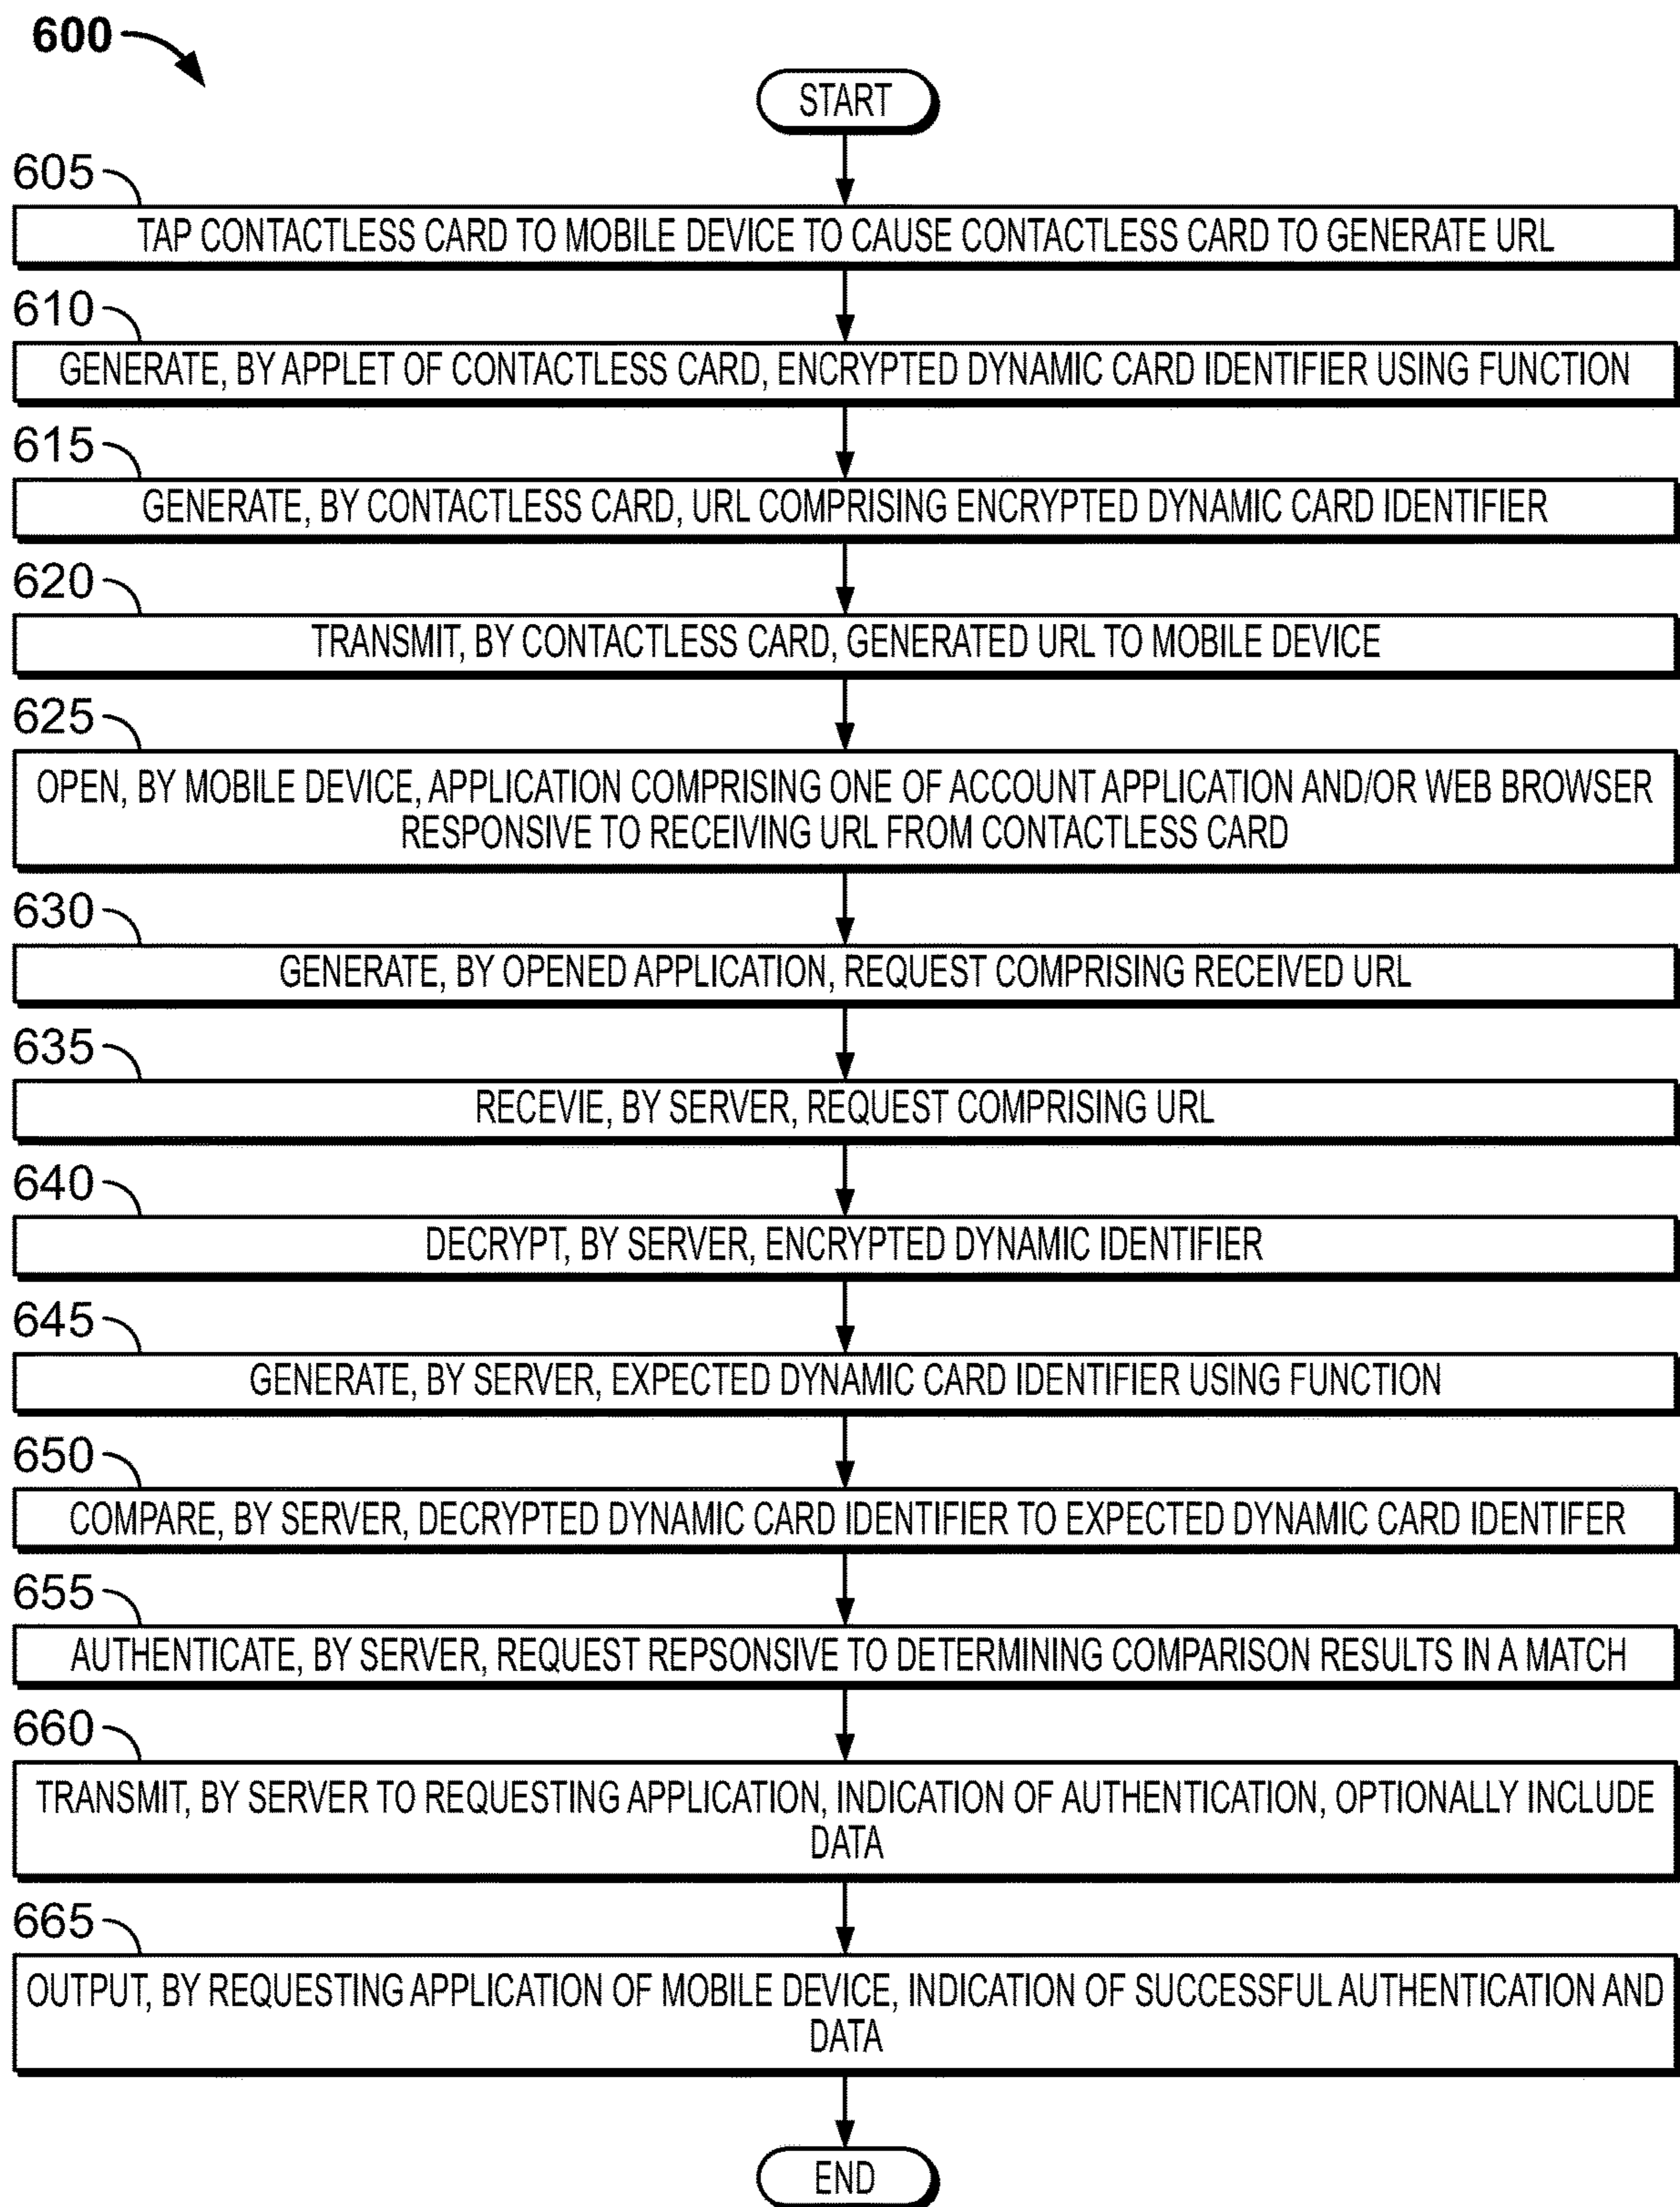 600
START
605
TAP CONTACTLESS CARD TO MOBILE DEVICE TO CAUSE CONTACTLESS CARD TO GENERATE URL
610
GENERATE, BY APPLET OF CONTACTLESS CARD, ENCRYPTED DYNAMIC CARD IDENTIFIER USING FUNCTION
615
GENERATE, BY CONTACTLESS CARD, URL COMPRISING ENCRYPTED DYNAMIC CARD IDENTIFIER
620
TRANSMIT, BY CONTACTLESS CARD, GENERATED URL TO MOBILE DEVICE
625
OPEN, BY MOBILE DEVICE, APPLICATION COMPRISING ONE OF ACCOUNT APPLICATION AND/OR WEB BROWSER
RESPONSIVE TO RECEIVING URL FROM CONTACTLESS CARD
630
GENERATE, BY OPENED APPLICATION, REQUEST COMPRISING RECEIVED URL
635
RECEVIE, BY SERVER, REQUEST COMPRISING URL
640
DECRYPT, BY SERVER, ENCRYPTED DYNAMIC IDENTIFIER
645
GENERATE, BY SERVER, EXPECTED DYNAMIC CARD IDENTIFIER USING FUNCTION
650
COMPARE, BY SERVER, DECRYPTED DYNAMIC CARD IDENTIFIER TO EXPECTED DYNAMIC CARD IDENTIFER
655
AUTHENTICATE, BY SERVER, REQUEST REPSONSIVE TO DETERMINING COMPARISON RESULTS IN A MATCH
660
TRANSMIT, BY SERVER TO REQUESTING APPLICATION, INDICATION OF AUTHENTICATION, OPTIONALLY INCLUDE
DATA
665
OUTPUT, BY REQUESTING APPLICATION OF MOBILE DEVICE, INDICATION OF SUCCESSFUL AUTHENTICATION AND
DATA
END